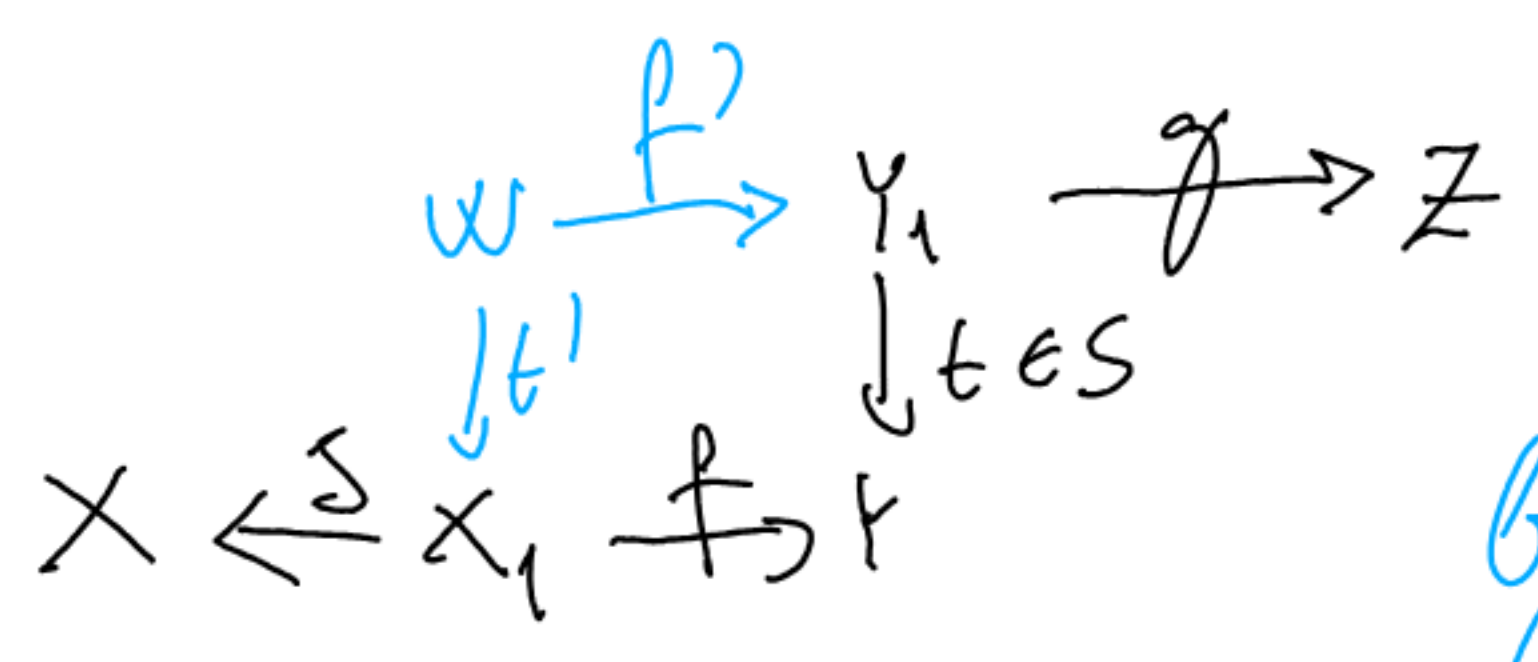 f' g
W → Y₁ → Z
↓ t' ↓ t ∈ S
s f
X ← X₁ → Y